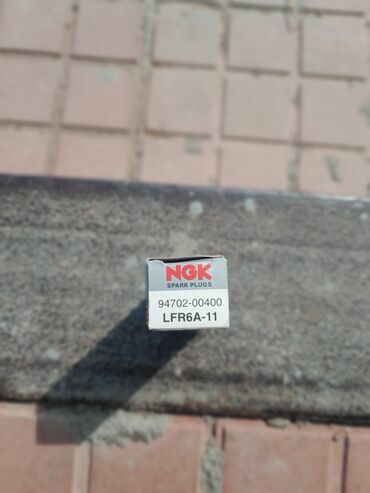 NGK
SPARK PLUGS
94702-00400
LFR6A-11